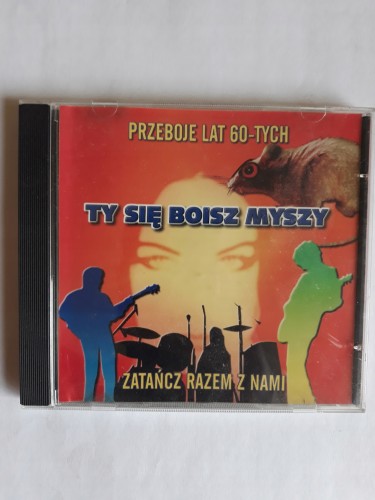 PRZEBOJE LAT 60-TYCH
TY SIĘ BOISZ MYSZY
ZATAŃCZ RAZEM Z NAMI